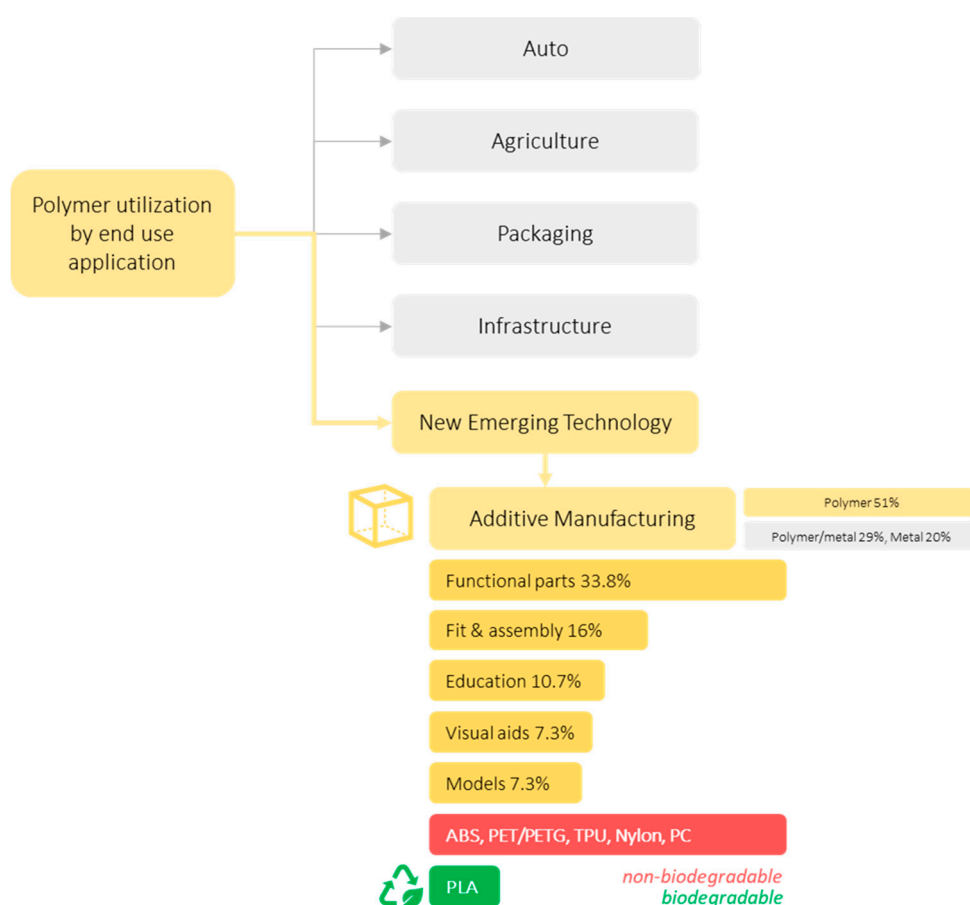 Auto
Agriculture
Polymer utilization
by end use
application
Packaging
Infrastructure
New Emerging Technology
Additive Manufacturing
Polymer 51%
Polymer/metal 29%, Metal 20%
Functional parts 33.8%
Fit & assembly 16%
Education 10.7%
Visual aids 7.3%
Models 7.3%
ABS, PET/PETG, TPU, Nylon, PC
PLA
non-biodegradable
biodegradable